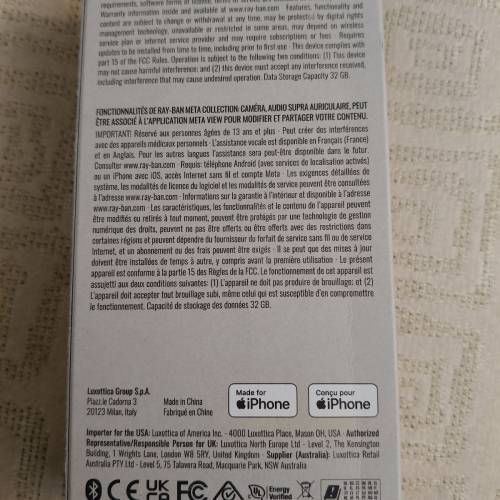 requirements, software terms of license, terms of
Warranty information inside and available at www.ray-ban.com · Features, functionality and
content are subject to change or withdrawal at any time, may be protected by digital rights
management technology, unavailable or restricted in some areas, may depend on wireless
service plan or internet service provider and may require subscriptions or fees · Requires
updates to be installed from time to time, including prior to first use · This device complies with
part 15 of the FCC Rules. Operation is subject to the following two conditions: (1) This device
may not cause harmful interference; and (2) this device must accept any interference received,
including interference that may cause undesired operation. Data Storage Capacity 32 GB.
FONCTIONNALITÉS DE RAY-BAN META COLLECTION: CAMÉRA, AUDIO SUPRA AURICULAIRE, PEUT
ÊTRE ASSOCIÉ À L'APPLICATION META VIEW POUR MODIFIER ET PARTAGER VOTRE CONTENU.
IMPORTANT! Réservé aux personnes âgées de 13 ans et plus · Peut créer des interférences
avec des appareils médicaux personnels · L'assistance vocale est disponible en Français (France)
et en Anglais. Pour les autres langues l'assistance sera peut-être disponible dans le futur.
Consulter www.ray-ban.com · Requis: téléphone Android (avec services de localisation activés)
ou un iPhone avec iOS, accès Internet sans fil et compte Meta · Les exigences détaillées de
système, les modalités de licence du logiciel et les modalités de service peuvent être consultées
à l'adresse www.ray-ban.com · Informations sur la garantie à l'intérieur et disponible à l'adresse
www.ray-ban.com · Les caractéristiques, les fonctionnalités et le contenu de l'appareil peuvent
être modifiés ou retirés à tout moment, peuvent être protégés par une technologie de gestion
numérique des droits, peuvent ne pas être offerts ou être offerts avec des restrictions dans
certaines régions et peuvent dépendre du fournisseur du forfait de service sans fil ou de service
Internet, et un abonnement ou des frais peuvent être exigés · Il se peut que des mises à jour
doivent être installées de temps à autre, y compris avant la première utilisation · Le présent
appareil est conforme à la partie 15 des Règles de la FCC. Le fonctionnement de cet appareil est
assujetti aux deux conditions suivantes: (1) L'appareil ne doit pas produire de brouillage; et (2)
L'appareil doit accepter tout brouillage subi, même celui qui est susceptible d'en compromettre
le fonctionnement. Capacité de stockage des données 32 GB.
Luxottica Group S.p.A.
Piazz.le Cadorna 3
20123 Milan, Italy
Made in China
Fabriqué en Chine
Made for
iPhone
Conçu pour
iPhone
Importer for the USA: Luxottica of America Inc. - 4000 Luxottica Place, Mason OH, USA · Authorized
Representative/Responsible Person for UK: Luxottica North Europe Ltd - Level 2, The Kensington
Building, 1 Wrights Lane, London W8 5RY, United Kingdom · Supplier (Australia): Luxottica Retail
Australia PTY Ltd - Level 5, 75 Talavera Road, Macquarie Park, NSW Australia
CE UK CA UL Energy Verified